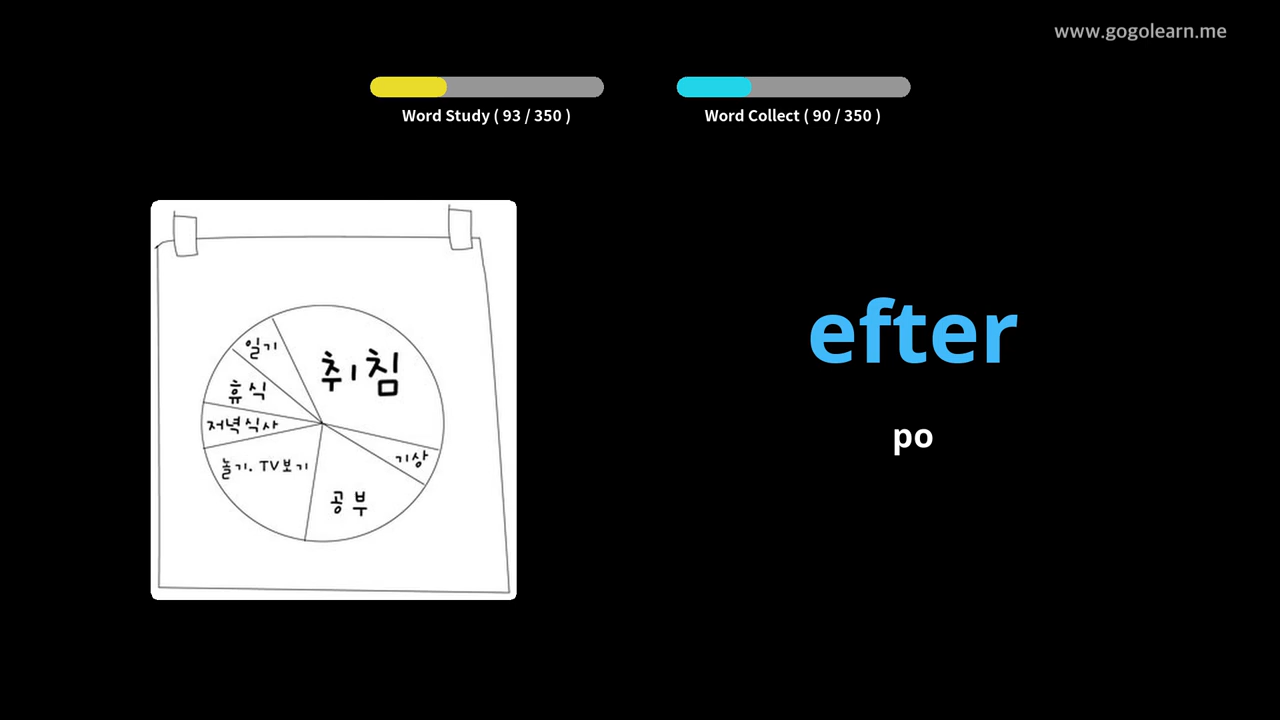 www.gogolearn.me
Word Study ( 93 / 350 )
Word Collect ( 90 / 350 )
일기
취침
휴식
저녁식사
기상
놀기. TV보기
공부
efter
po